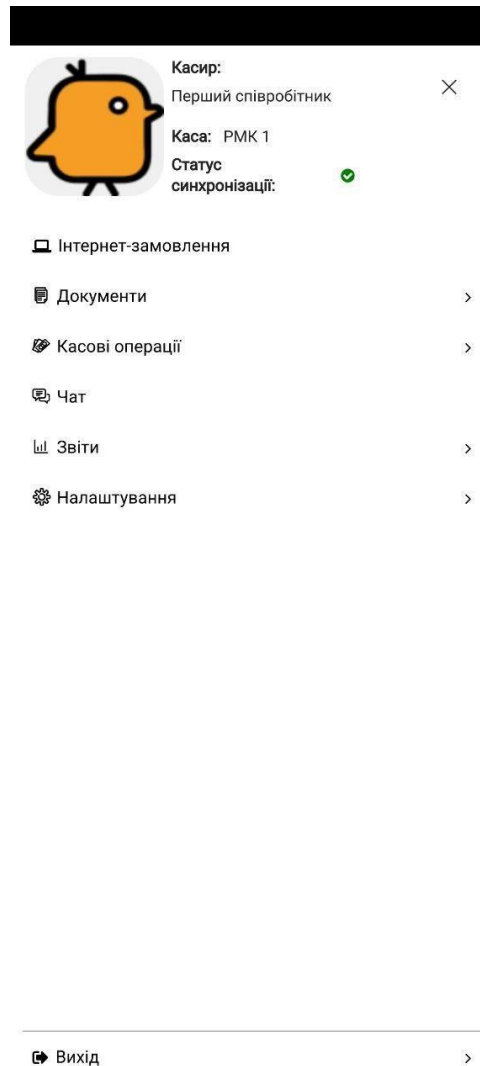 Касир:
Перший співробітник
Каса: РМК 1
Статус
синхронізації:
Інтернет-замовлення
Документи
Касові операції
Чат
Звіти
Налаштування
Вихід